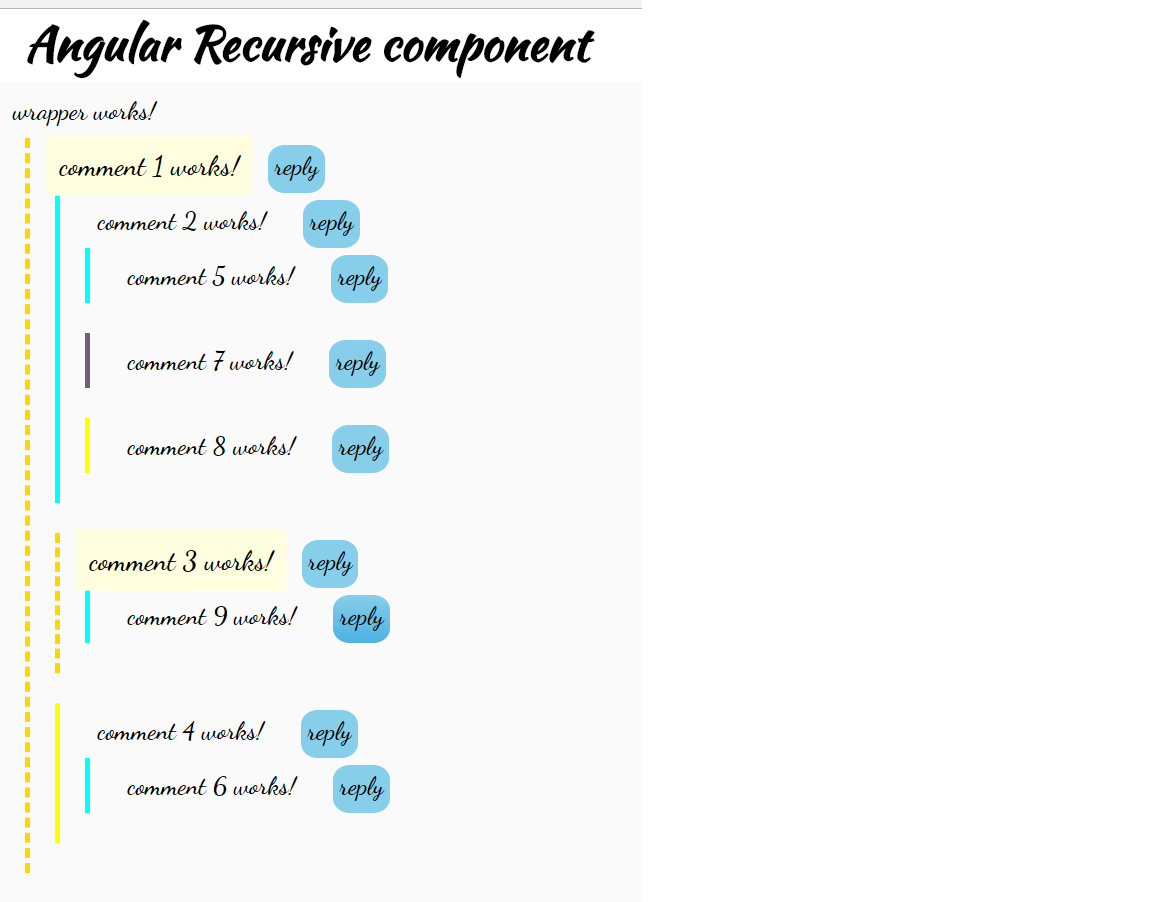 Angular Recursive component
wrapper works!
comment 1 works! reply
comment 2 works! reply
comment 5 works! reply
comment 7 works! reply
comment 8 works! reply
comment 3 works! reply
comment 9 works! reply
comment 4 works! reply
comment 6 works! reply